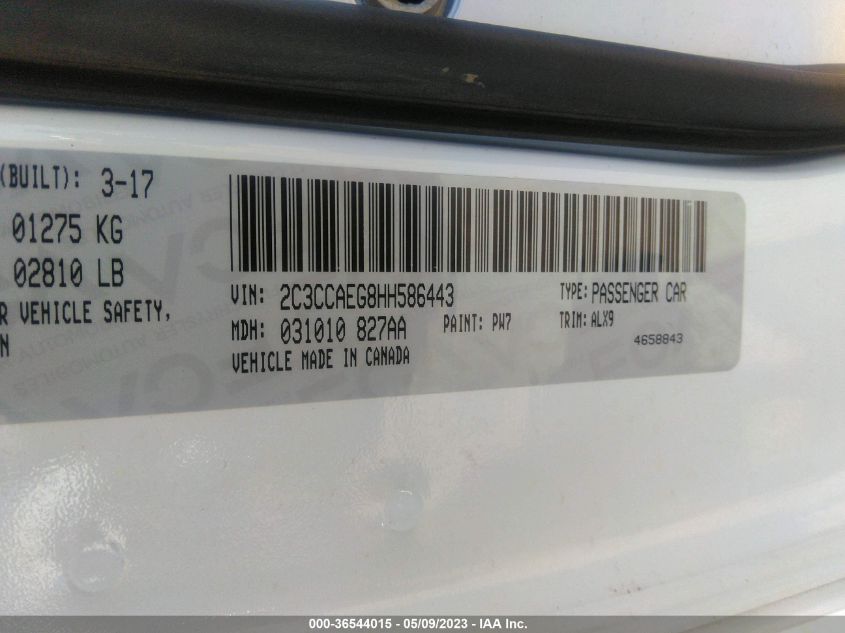 (BUILT): 3-17
01275 KG
02810 LB
R VEHICLE SAFETY,
N
VIN: 2C3CCAEG8HH586443
TYPE: PASSENGER CAR
MDH: 031010 827AA
PAINT: PW7
TRIM: ALX9
VEHICLE MADE IN CANADA
4658843
000-36544015 - 05/09/2023 - IAA Inc.